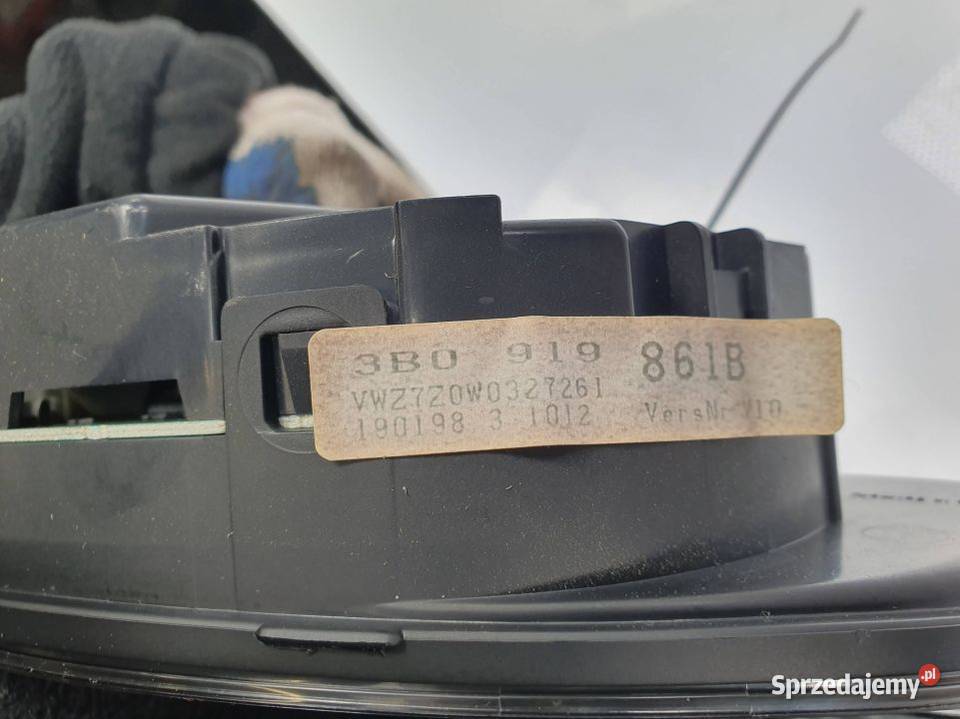 3B0 919 861B
VWZ7Z0W0327261
190198 3 1012 VersNr V10
Sprzedajemy.pl